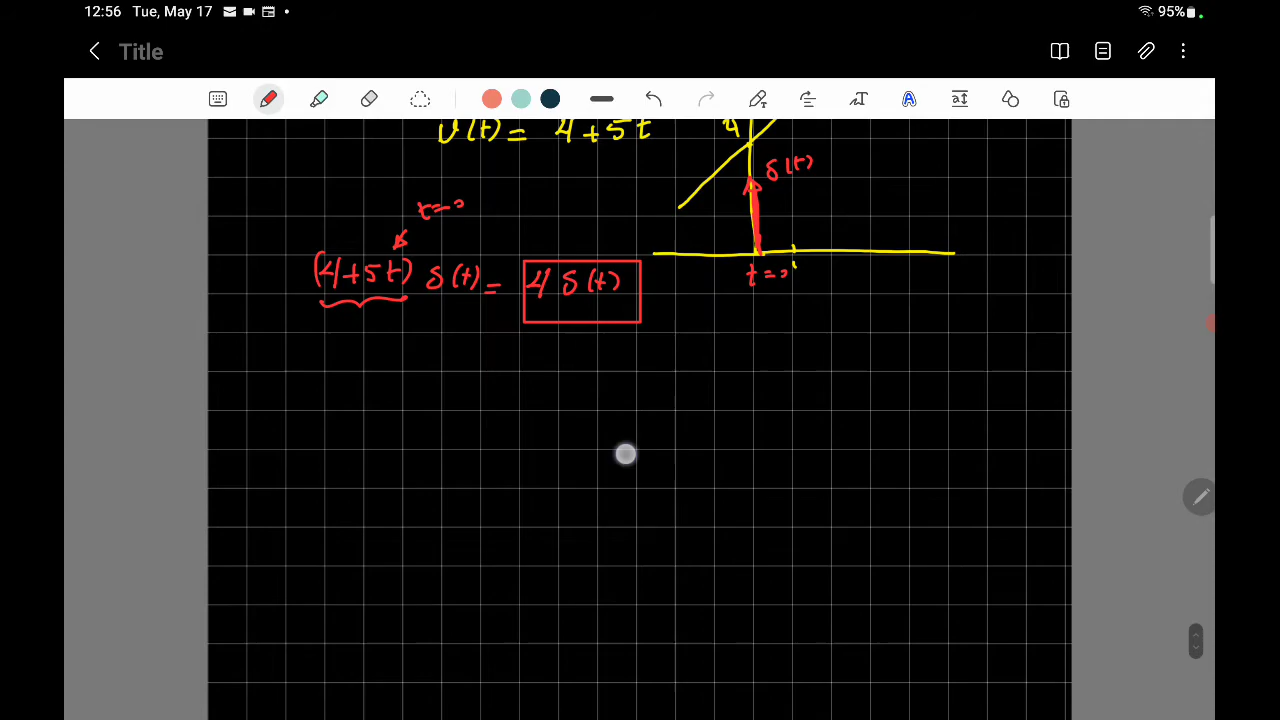 12:56 Tue, May 17
95%
Title
v(t) = 4+5t
4
δ(t)
t=0
(4+5t) δ(t) = 4 δ(t)
t=0